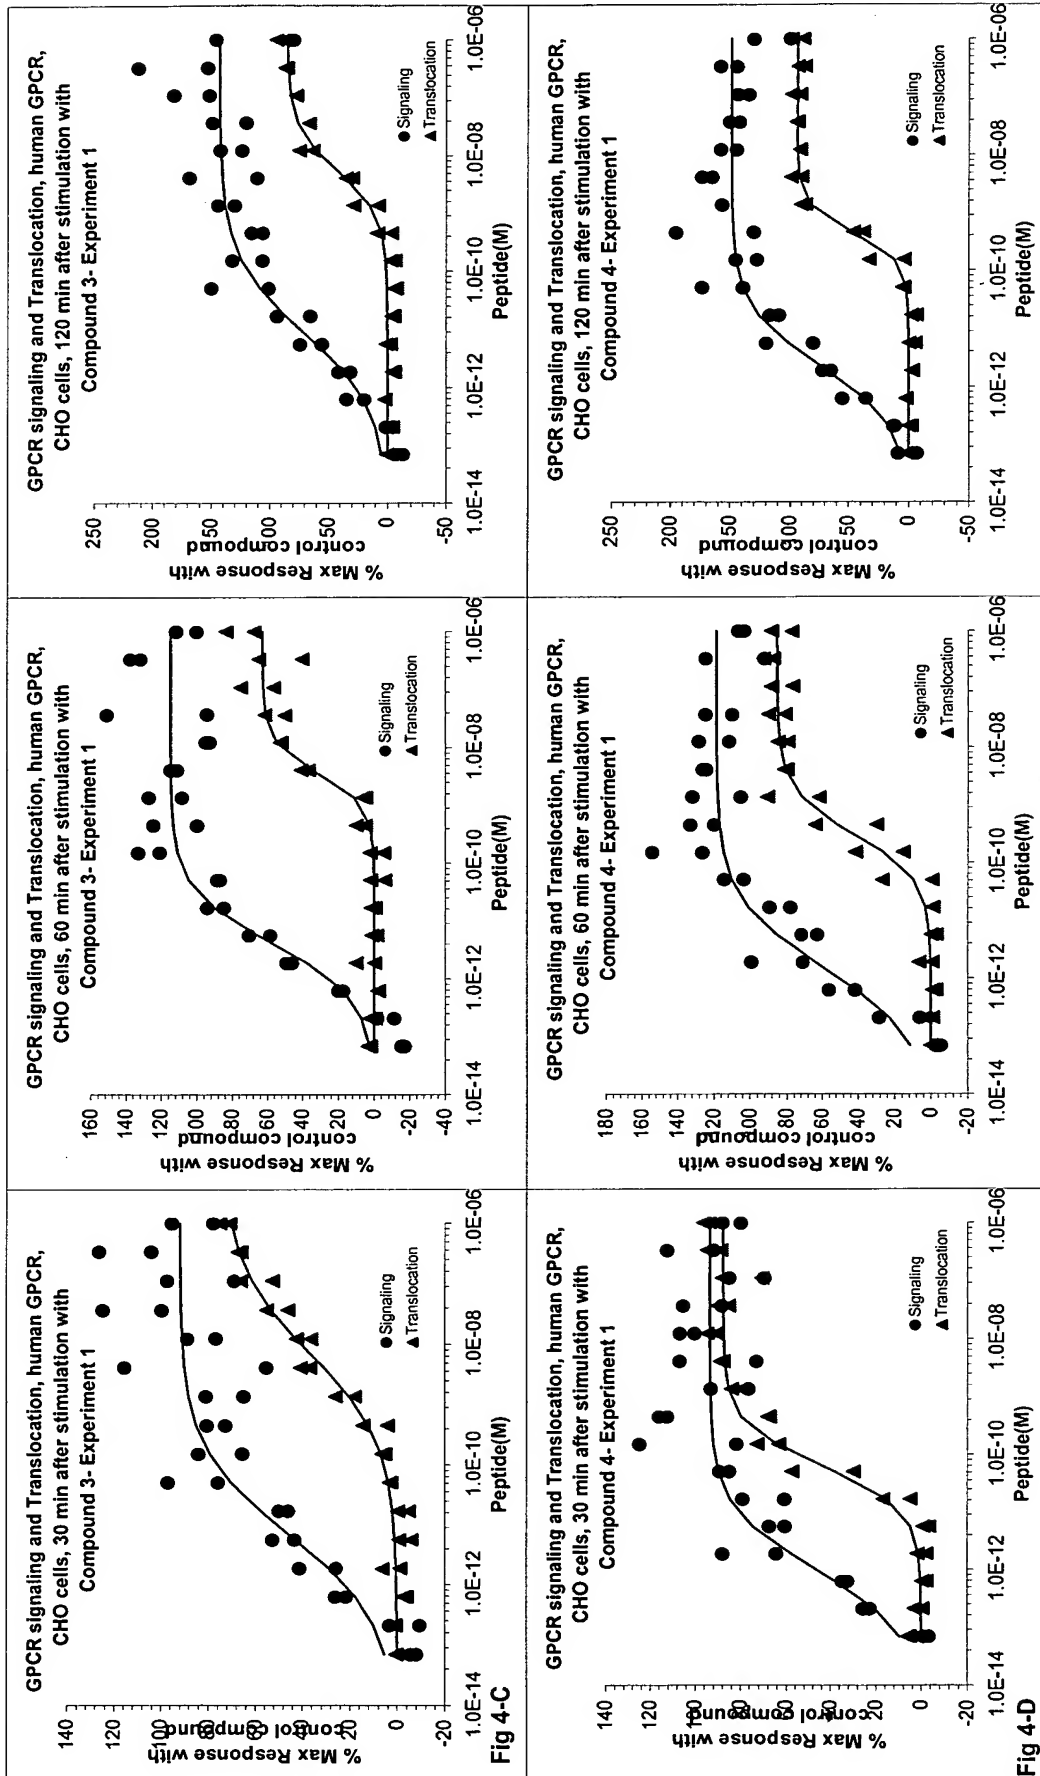 GPCR signaling and Translocation, human GPCR,
CHO cells, 30 min after stimulation with
Compound 3- Experiment 1
% Max Response with
control compound
140
120
100
80
60
40
20
0
-20
1.0E-14
1.0E-12
1.0E-10
1.0E-08
1.0E-06
Peptide(M)
Signaling
Translocation
Fig 4-C
GPCR signaling and Translocation, human GPCR,
CHO cells, 60 min after stimulation with
Compound 3- Experiment 1
% Max Response with
control compound
160
140
120
100
80
60
40
20
0
-20
-40
1.0E-14
1.0E-12
1.0E-10
1.0E-08
1.0E-06
Peptide(M)
Signaling
Translocation
GPCR signaling and Translocation, human GPCR,
CHO cells, 120 min after stimulation with
Compound 3- Experiment 1
% Max Response with
control compound
250
200
150
100
50
0
-50
1.0E-14
1.0E-12
1.0E-10
1.0E-08
1.0E-06
Peptide(M)
Signaling
Translocation
GPCR signaling and Translocation, human GPCR,
CHO cells, 30 min after stimulation with
Compound 4- Experiment 1
% Max Response with
control compound
140
120
100
80
60
40
20
0
-20
1.0E-14
1.0E-12
1.0E-10
1.0E-08
1.0E-06
Peptide(M)
Signaling
Translocation
Fig 4-D
GPCR signaling and Translocation, human GPCR,
CHO cells, 60 min after stimulation with
Compound 4- Experiment 1
% Max Response with
control compound
180
160
140
120
100
80
60
40
20
0
-20
1.0E-14
1.0E-12
1.0E-10
1.0E-08
1.0E-06
Peptide(M)
Signaling
Translocation
GPCR signaling and Translocation, human GPCR,
CHO cells, 120 min after stimulation with
Compound 4- Experiment 1
% Max Response with
control compound
250
200
150
100
50
0
-50
1.0E-14
1.0E-12
1.0E-10
1.0E-08
1.0E-06
Peptide(M)
Signaling
Translocation